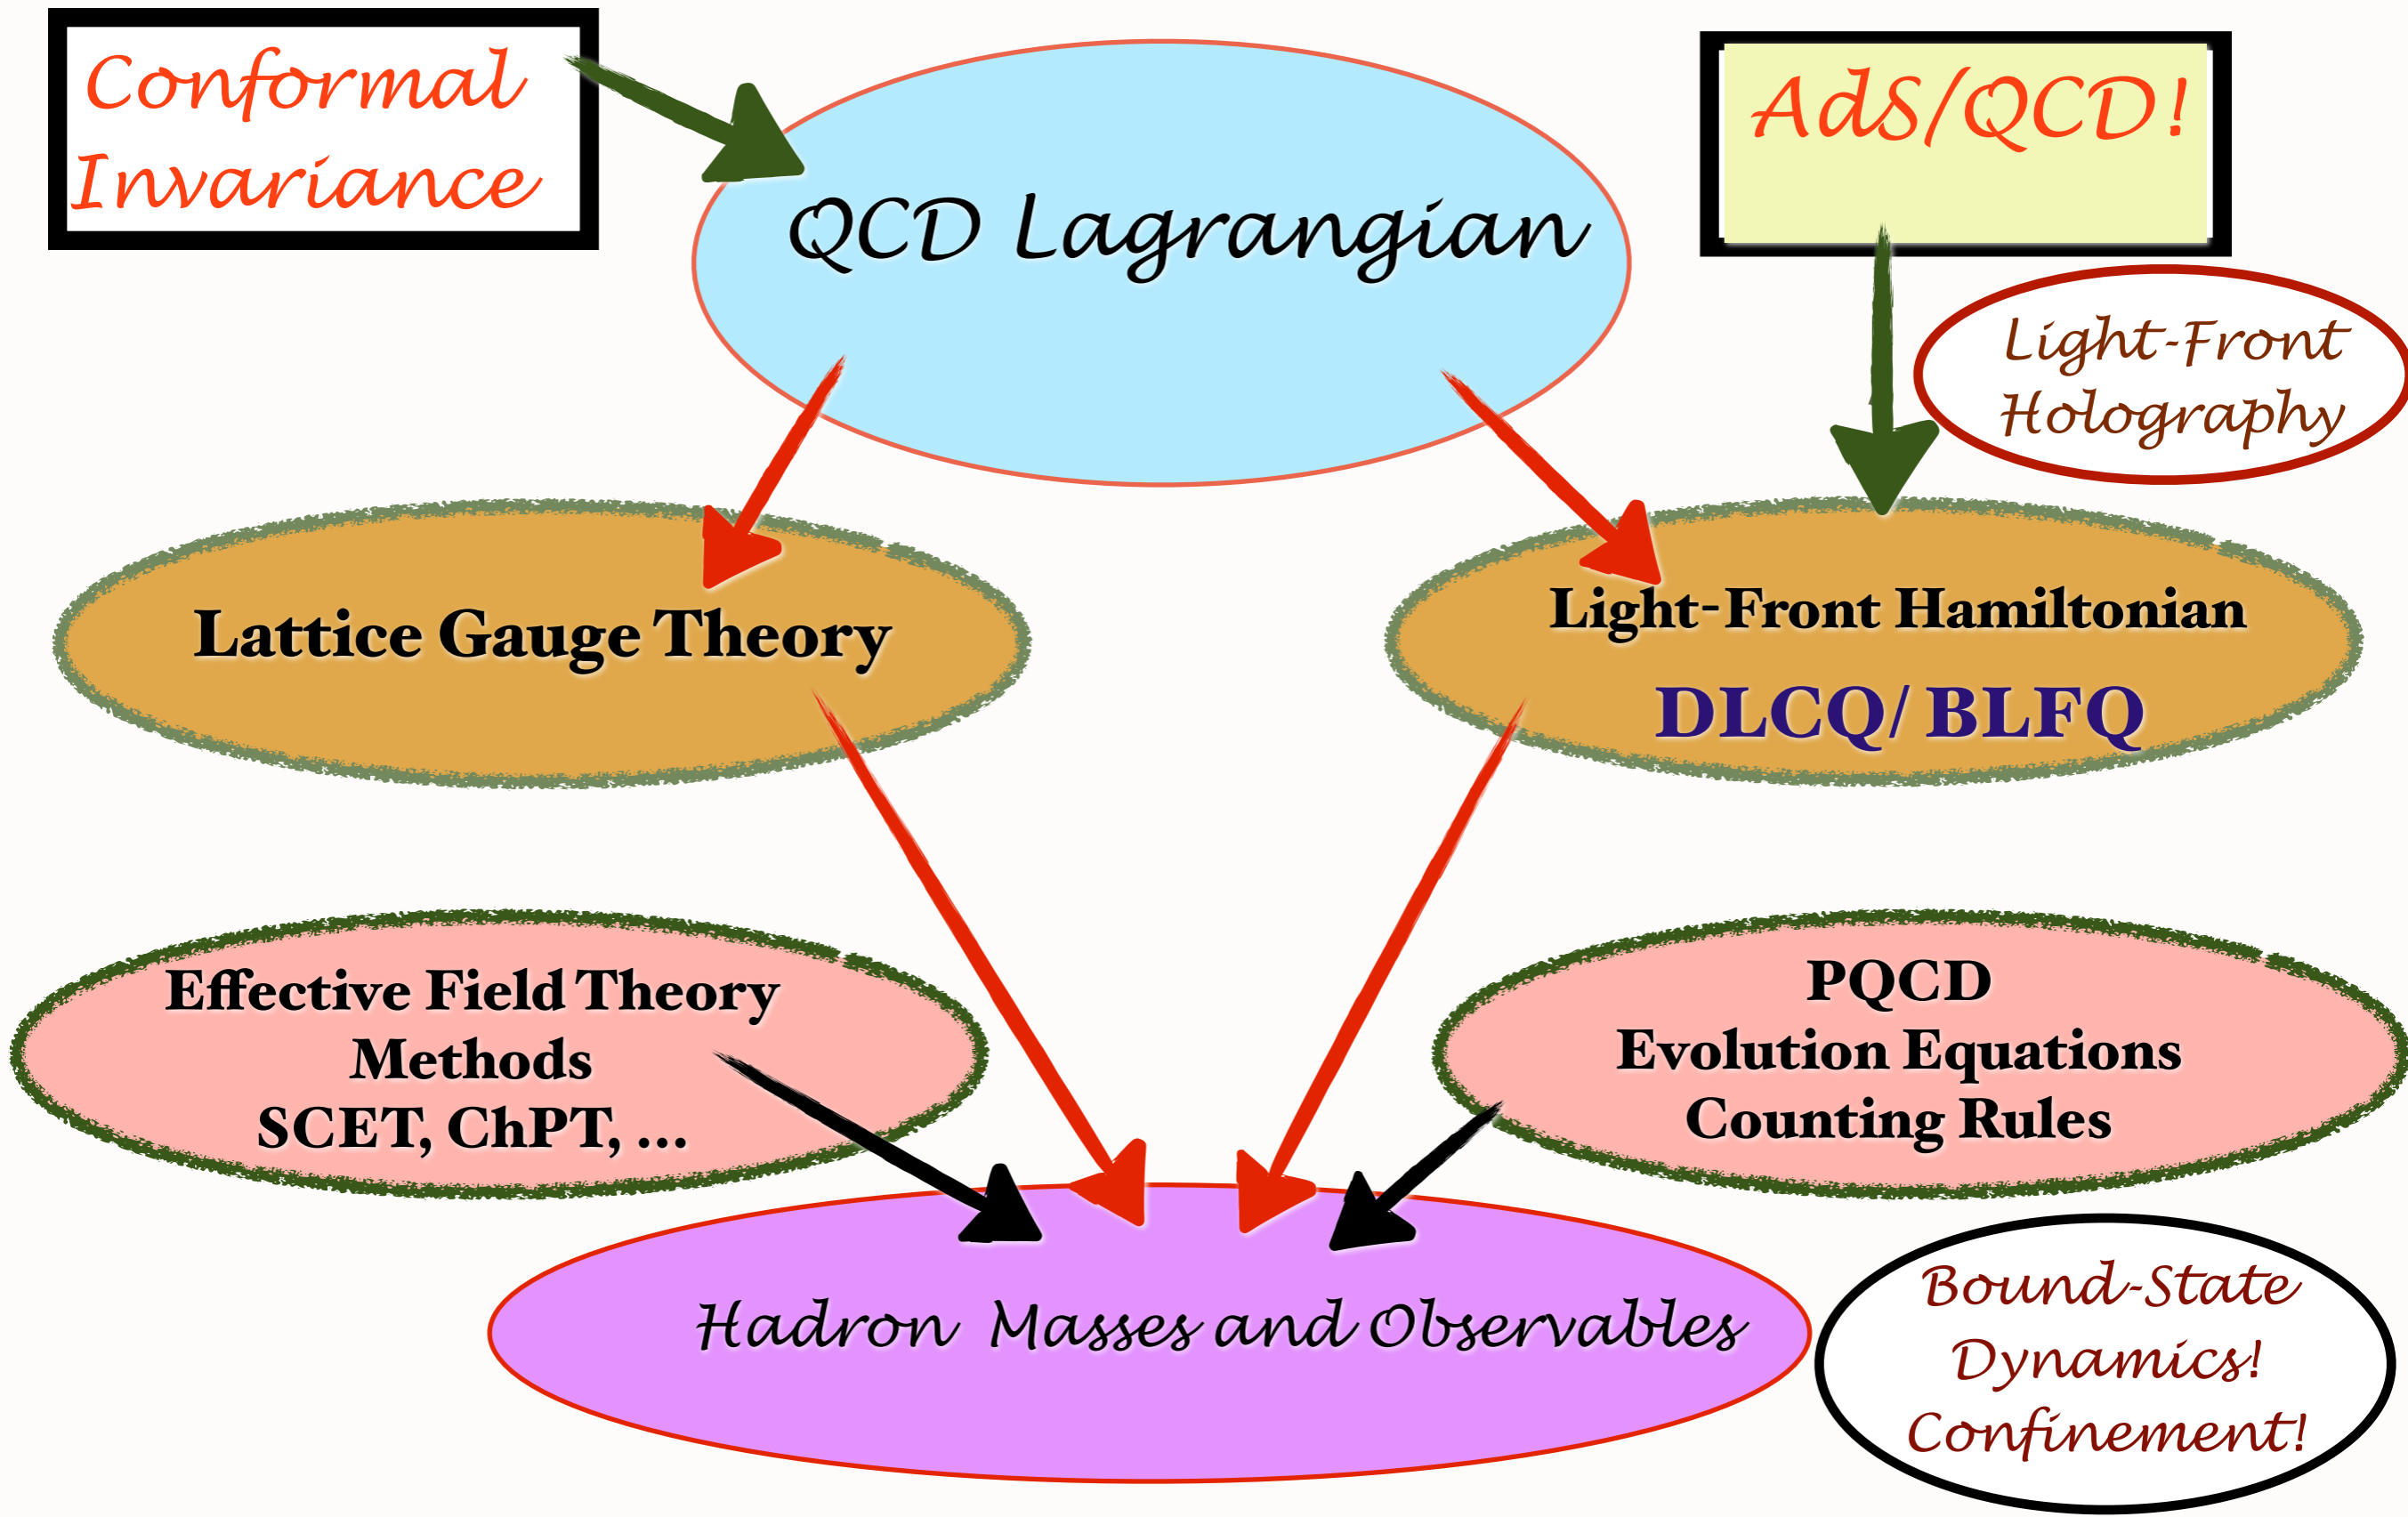 Conformal
Invariance
QCD Lagrangian
AdS/QCD!
Light-Front
Holography
Lattice Gauge Theory
Light-Front Hamiltonian
DLCQ/ BLFQ
Effective Field Theory
Methods
SCET, ChPT, ...
PQCD
Evolution Equations
Counting Rules
Hadron Masses and Observables
Bound-State
Dynamics!
Confinement!